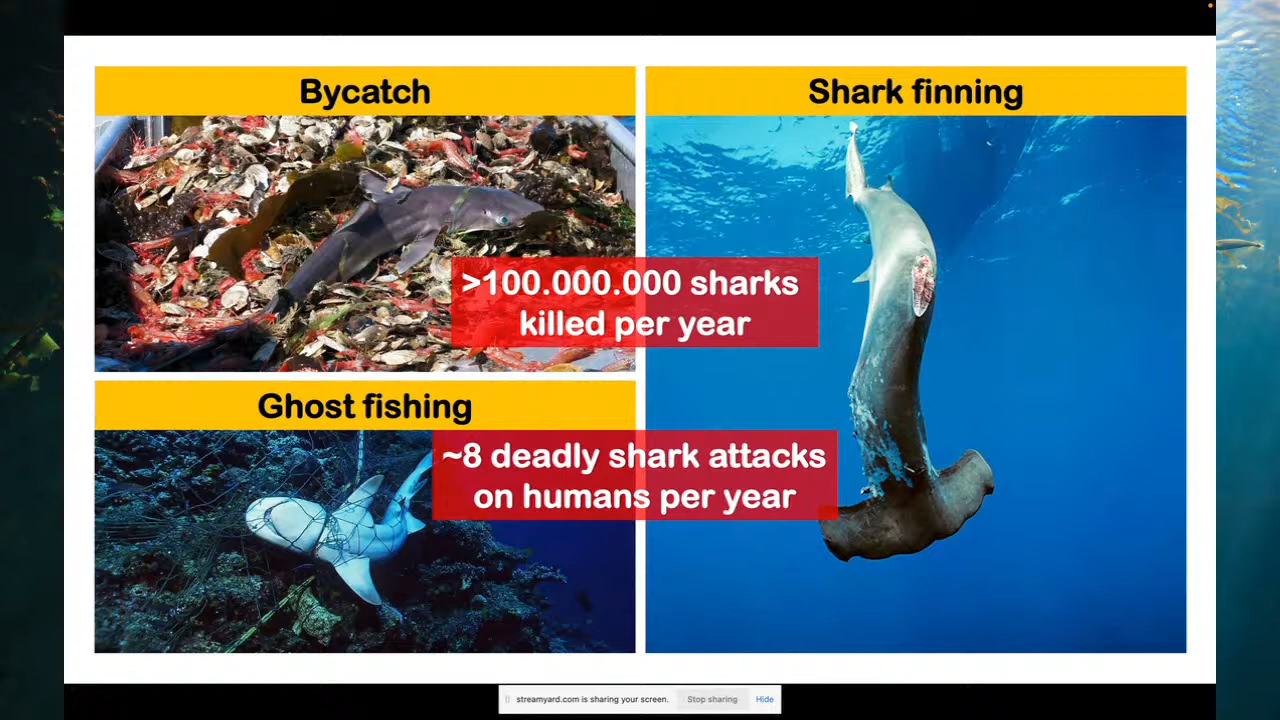 Bycatch
Shark finning
>100.000.000 sharks
killed per year
Ghost fishing
~8 deadly shark attacks
on humans per year
streamyard.com is sharing your screen.
Stop sharing
Hide